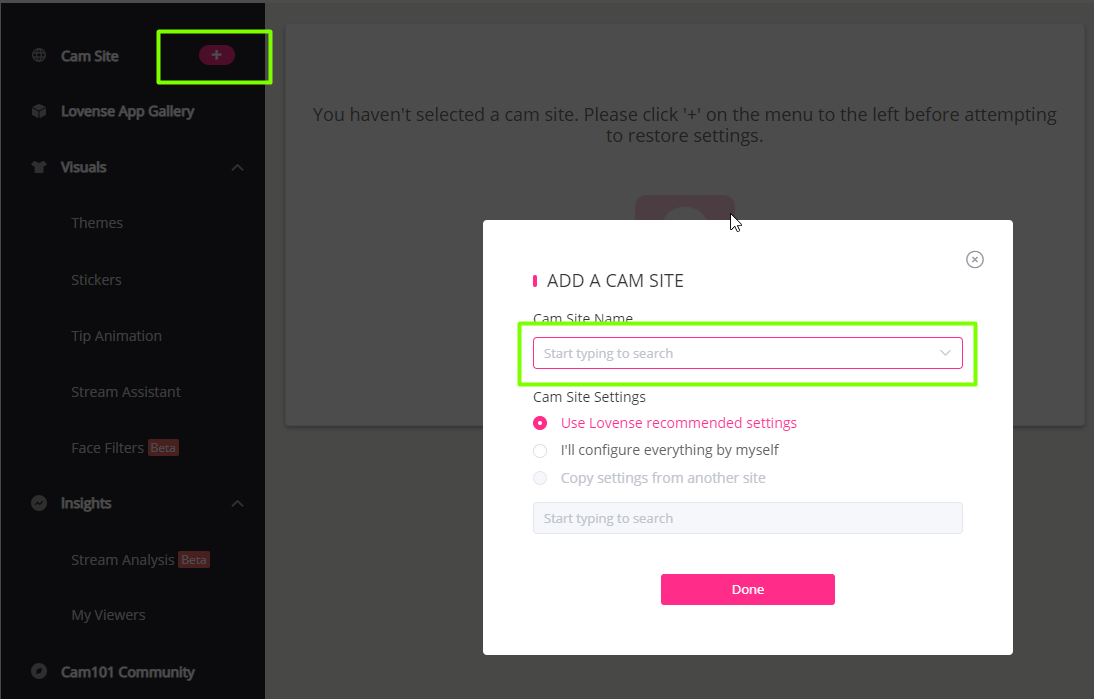 Cam Site +
Lovense App Gallery
Visuals
Themes
Stickers
Tip Animation
Stream Assistant
Face Filters Beta
Insights
Stream Analysis Beta
My Viewers
Cam101 Community
You haven't selected a cam site. Please click '+' on the menu to the left before attempting
to restore settings.
ADD A CAM SITE
Cam Site Name
Start typing to search
Cam Site Settings
Use Lovense recommended settings
I'll configure everything by myself
Copy settings from another site
Start typing to search
Done